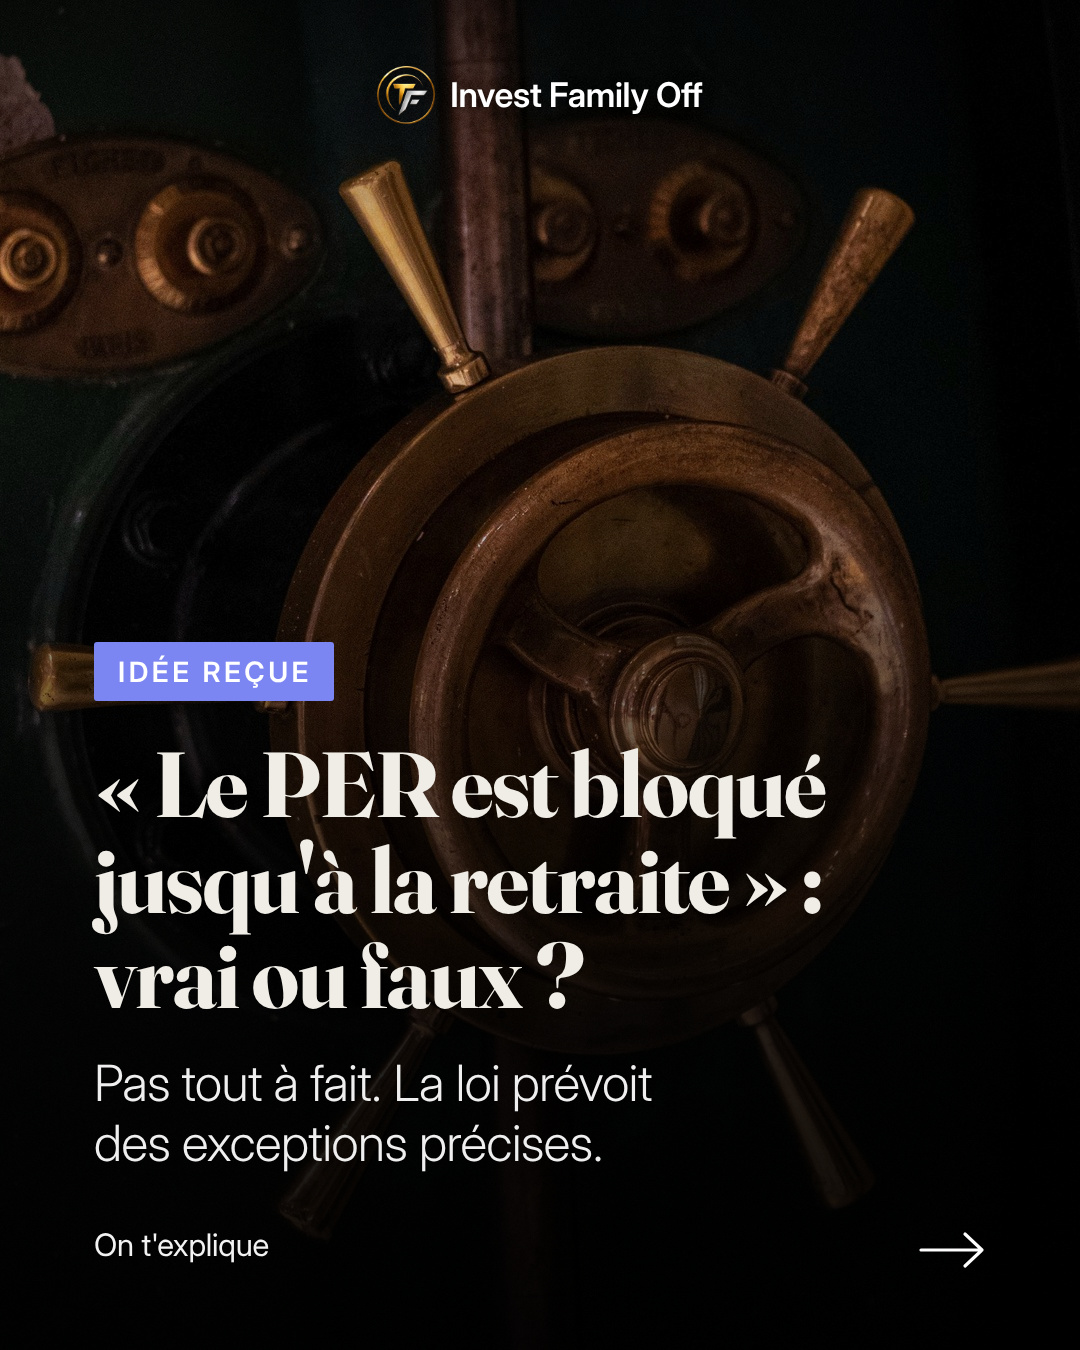 Invest Family Off
IDÉE REÇUE
« Le PER est bloqué
jusqu'à la retraite » :
vrai ou faux ?
Pas tout à fait. La loi prévoit
des exceptions précises.
On t'explique